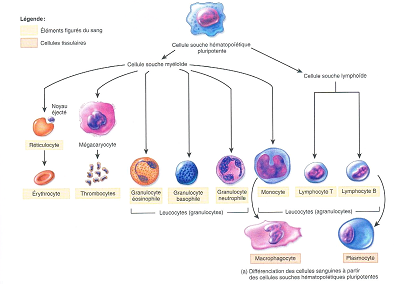 Légende:
Éléments figurés du sang
Cellules tissulaires
Cellule souche hématopoïétique
pluripotente
Cellule souche myéloïde
Cellule souche lymphoïde
Noyau
éjecté
Réticulocyte
Mégacaryocyte
Érythrocyte
Thrombocytes
Granulocyte
éosinophile
Granulocyte
basophile
Granulocyte
neutrophile
Monocyte
Lymphocyte T
Lymphocyte B
Leucocytes (granulocytes)
Leucocytes (agranulocytes)
Macrophagocyte
Plasmocyte
(a) Différenciation des cellules sanguines à partir
des cellules souches hématopoïétiques pluripotentes